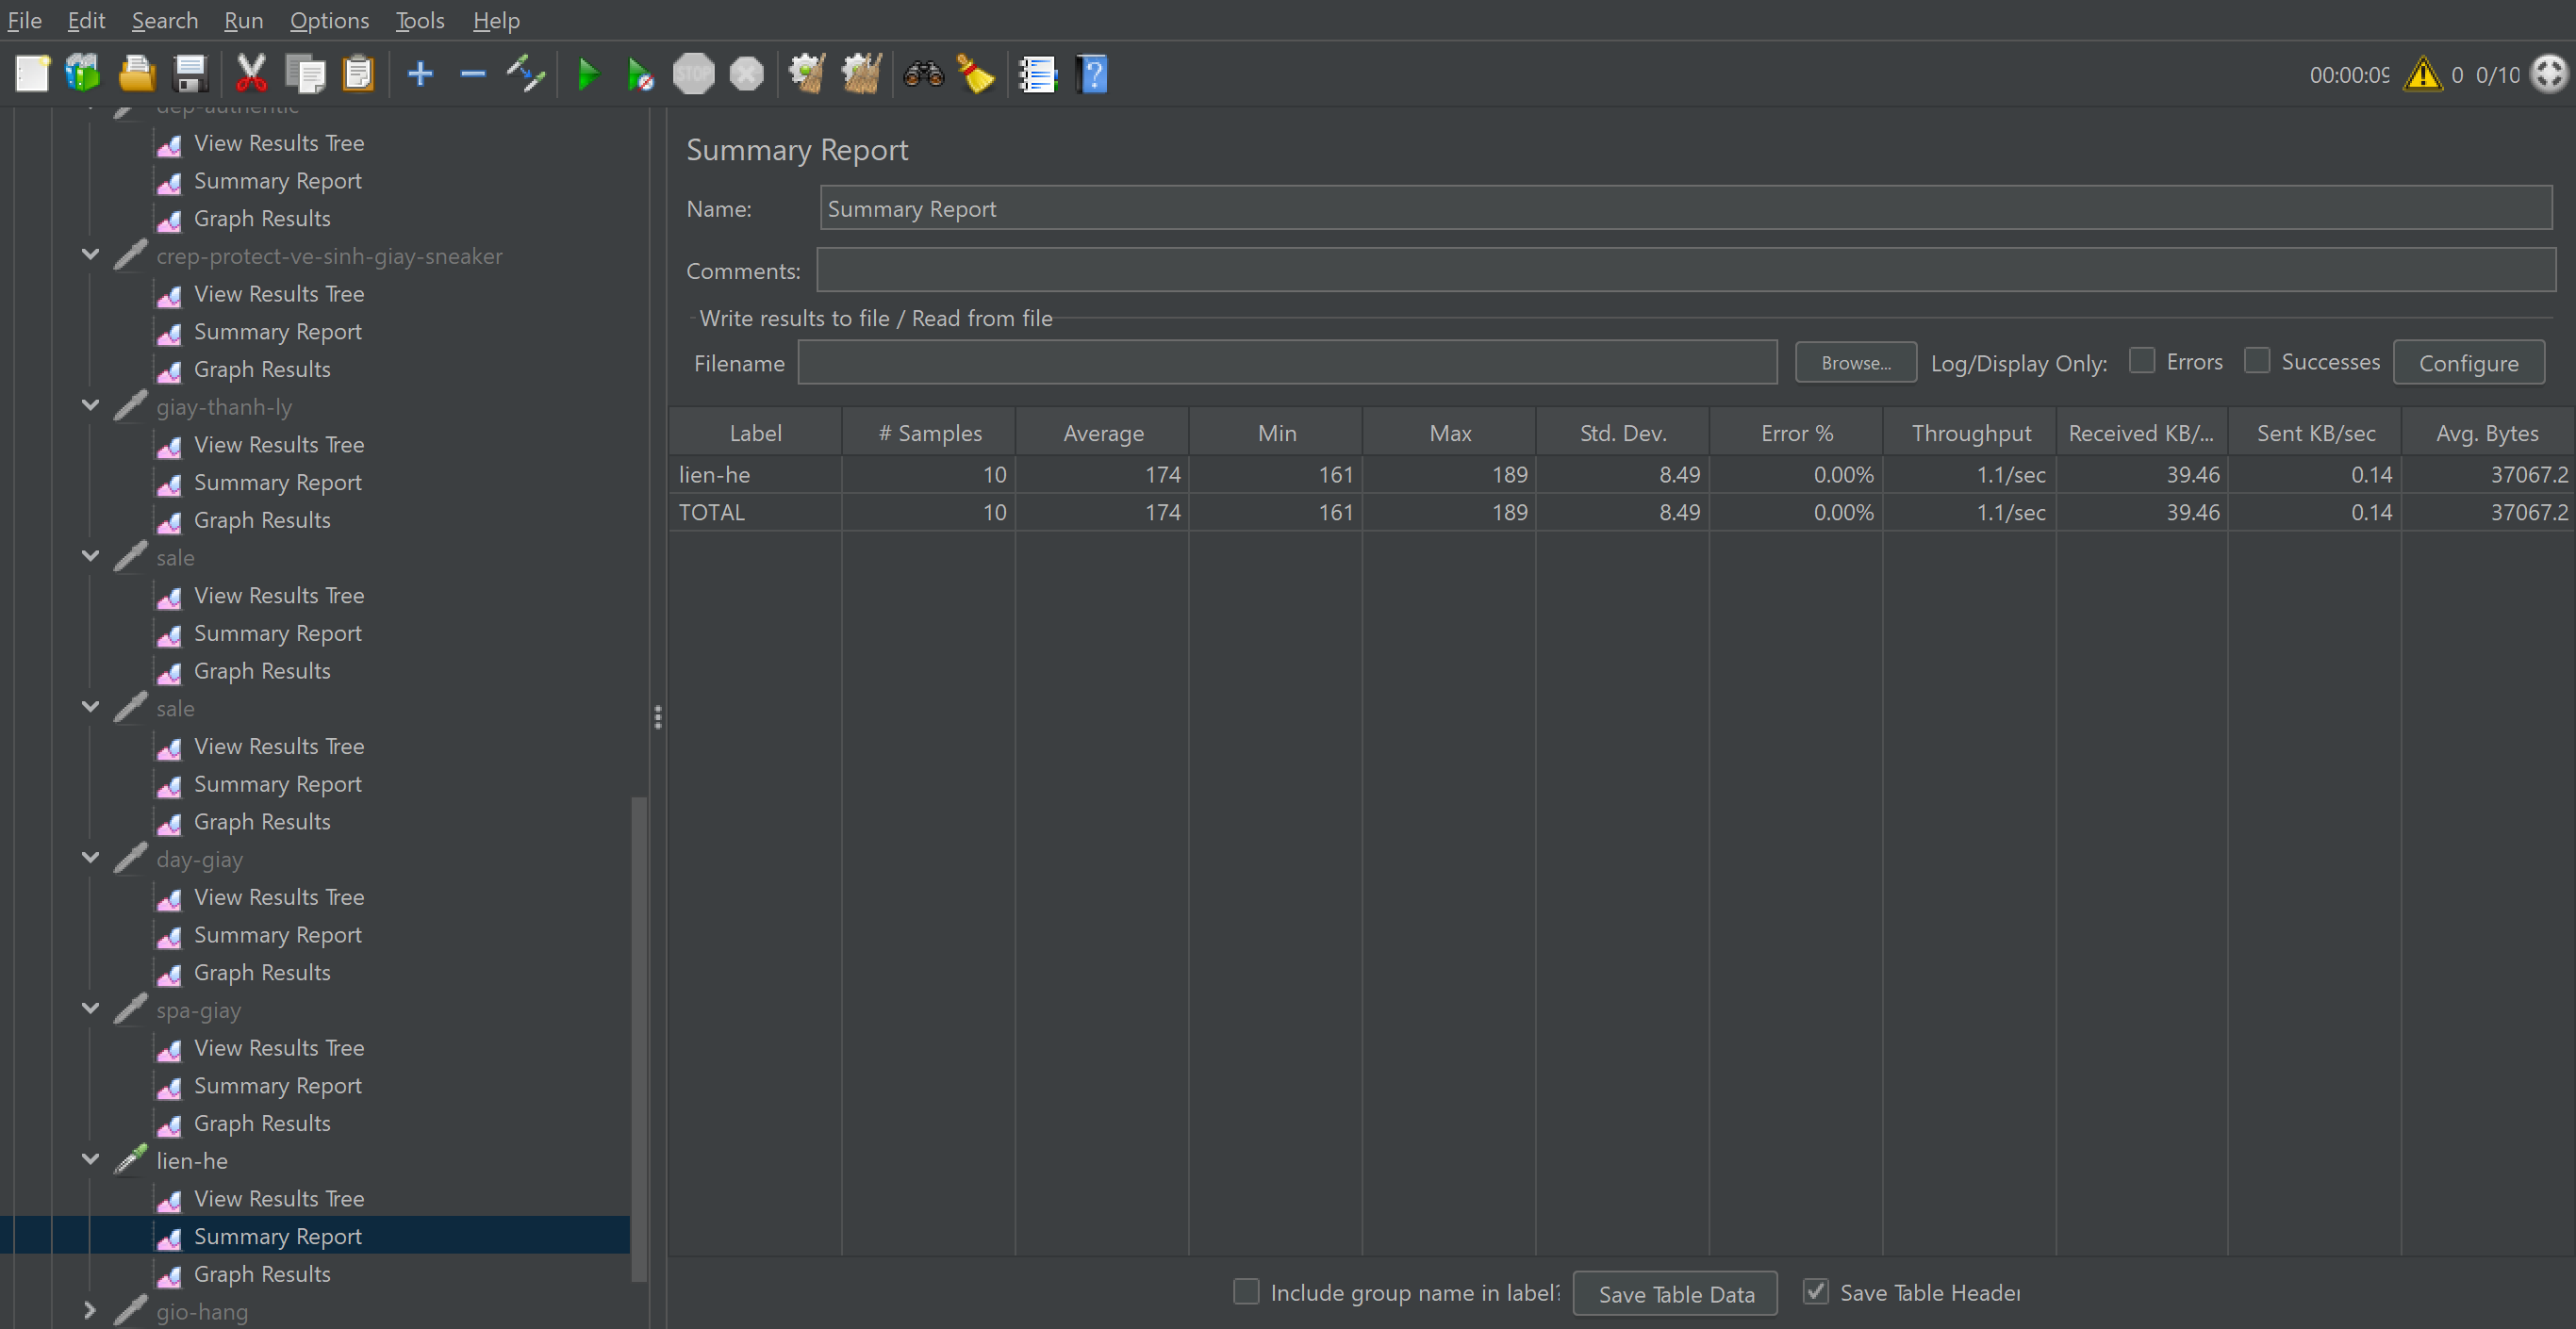 File Edit Search Run Options Tools Help
STOP
00:00:09 0 0/10
dep-authentic
View Results Tree
Summary Report
Graph Results
crep-protect-ve-sinh-giay-sneaker
View Results Tree
Summary Report
Graph Results
giay-thanh-ly
View Results Tree
Summary Report
Graph Results
sale
View Results Tree
Summary Report
Graph Results
sale
View Results Tree
Summary Report
Graph Results
day-giay
View Results Tree
Summary Report
Graph Results
spa-giay
View Results Tree
Summary Report
Graph Results
lien-he
View Results Tree
Summary Report
Graph Results
gio-hang
Summary Report
Name: Summary Report
Comments:
Write results to file / Read from file
Filename Browse... Log/Display Only: Errors Successes Configure
Label # Samples Average Min Max Std. Dev. Error % Throughput Received KB/... Sent KB/sec Avg. Bytes
lien-he 10 174 161 189 8.49 0.00% 1.1/sec 39.46 0.14 37067.2
TOTAL 10 174 161 189 8.49 0.00% 1.1/sec 39.46 0.14 37067.2
Include group name in label? Save Table Data Save Table Header